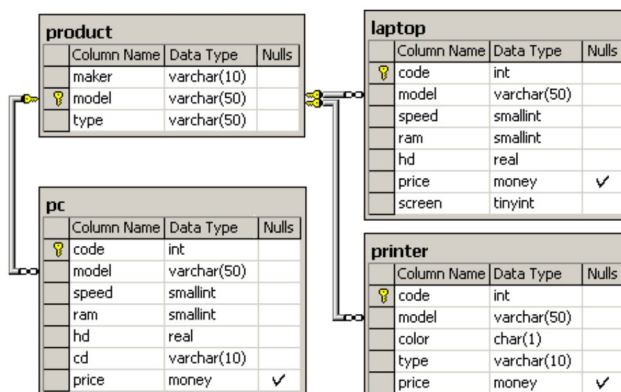 product
Column Name Data Type Nulls
maker varchar(10)
model varchar(50)
type varchar(50)
laptop
Column Name Data Type Nulls
code int
model varchar(50)
speed smallint
ram smallint
hd real
price money ✓
screen tinyint
pc
Column Name Data Type Nulls
code int
model varchar(50)
speed smallint
ram smallint
hd real
cd varchar(10)
price money ✓
printer
Column Name Data Type Nulls
code int
model varchar(50)
color char(1)
type varchar(10)
price money ✓